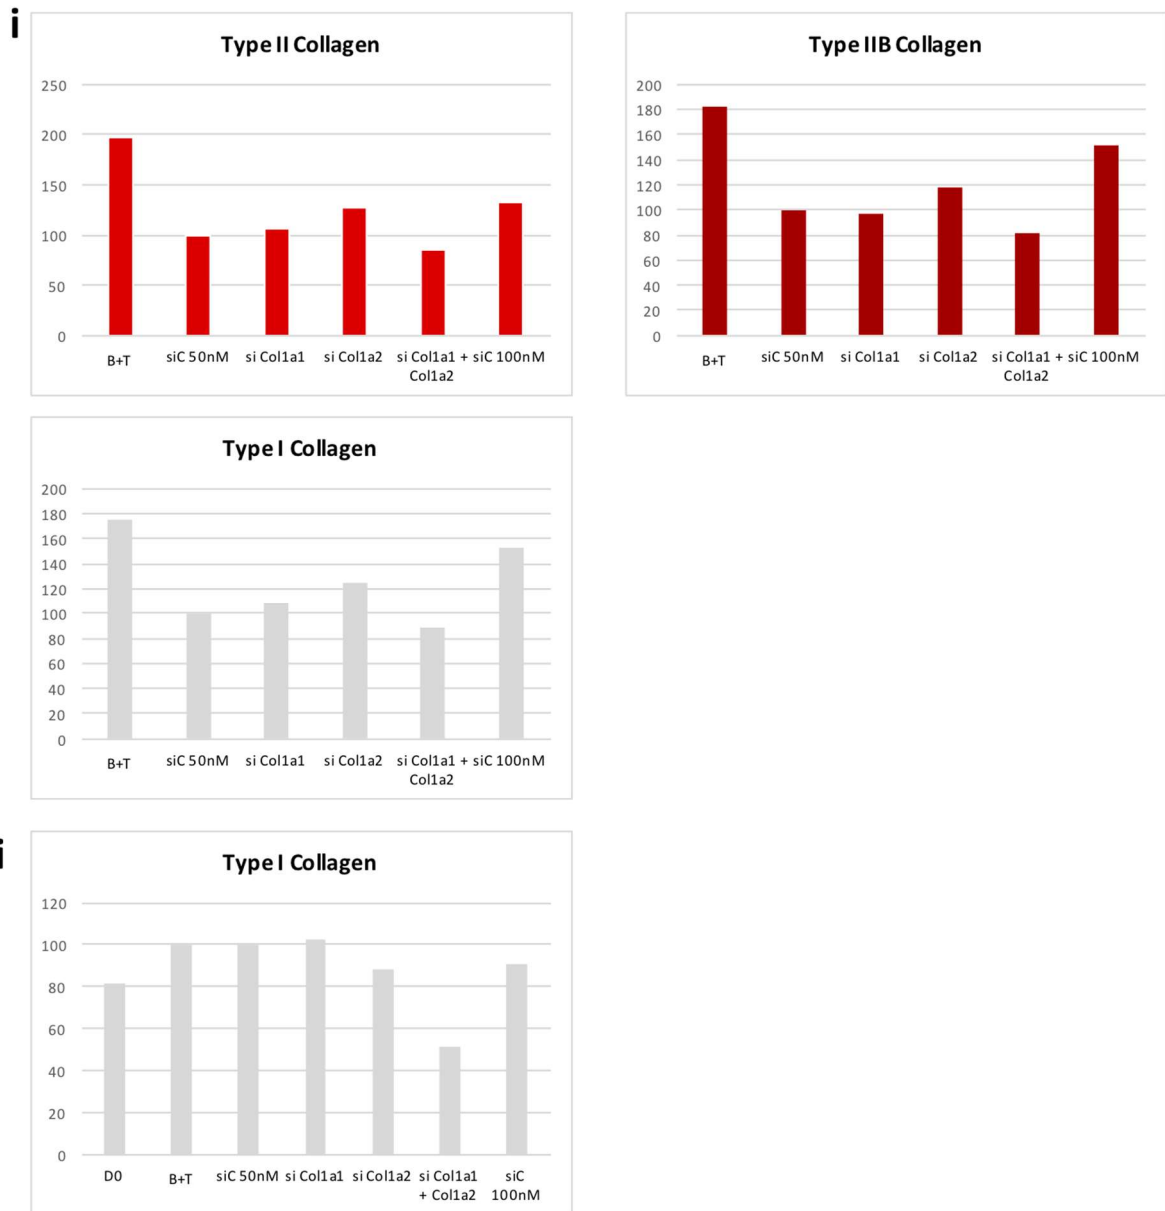 i
Type II Collagen
250
200
150
100
50
0
B+T siC 50nM si Col1a1 si Col1a2 si Col1a1 + siC 100nM
Col1a2
Type IIB Collagen
200
180
160
140
120
100
80
60
40
20
0
B+T siC 50nM si Col1a1 si Col1a2 si Col1a1 + siC 100nM
Col1a2
Type I Collagen
200
180
160
140
120
100
80
60
40
20
0
B+T siC 50nM si Col1a1 si Col1a2 si Col1a1 + siC 100nM
Col1a2
i
Type I Collagen
120
100
80
60
40
20
0
D0 B+T siC 50nM si Col1a1 si Col1a2 si Col1a1 siC
+ Col1a2 100nM